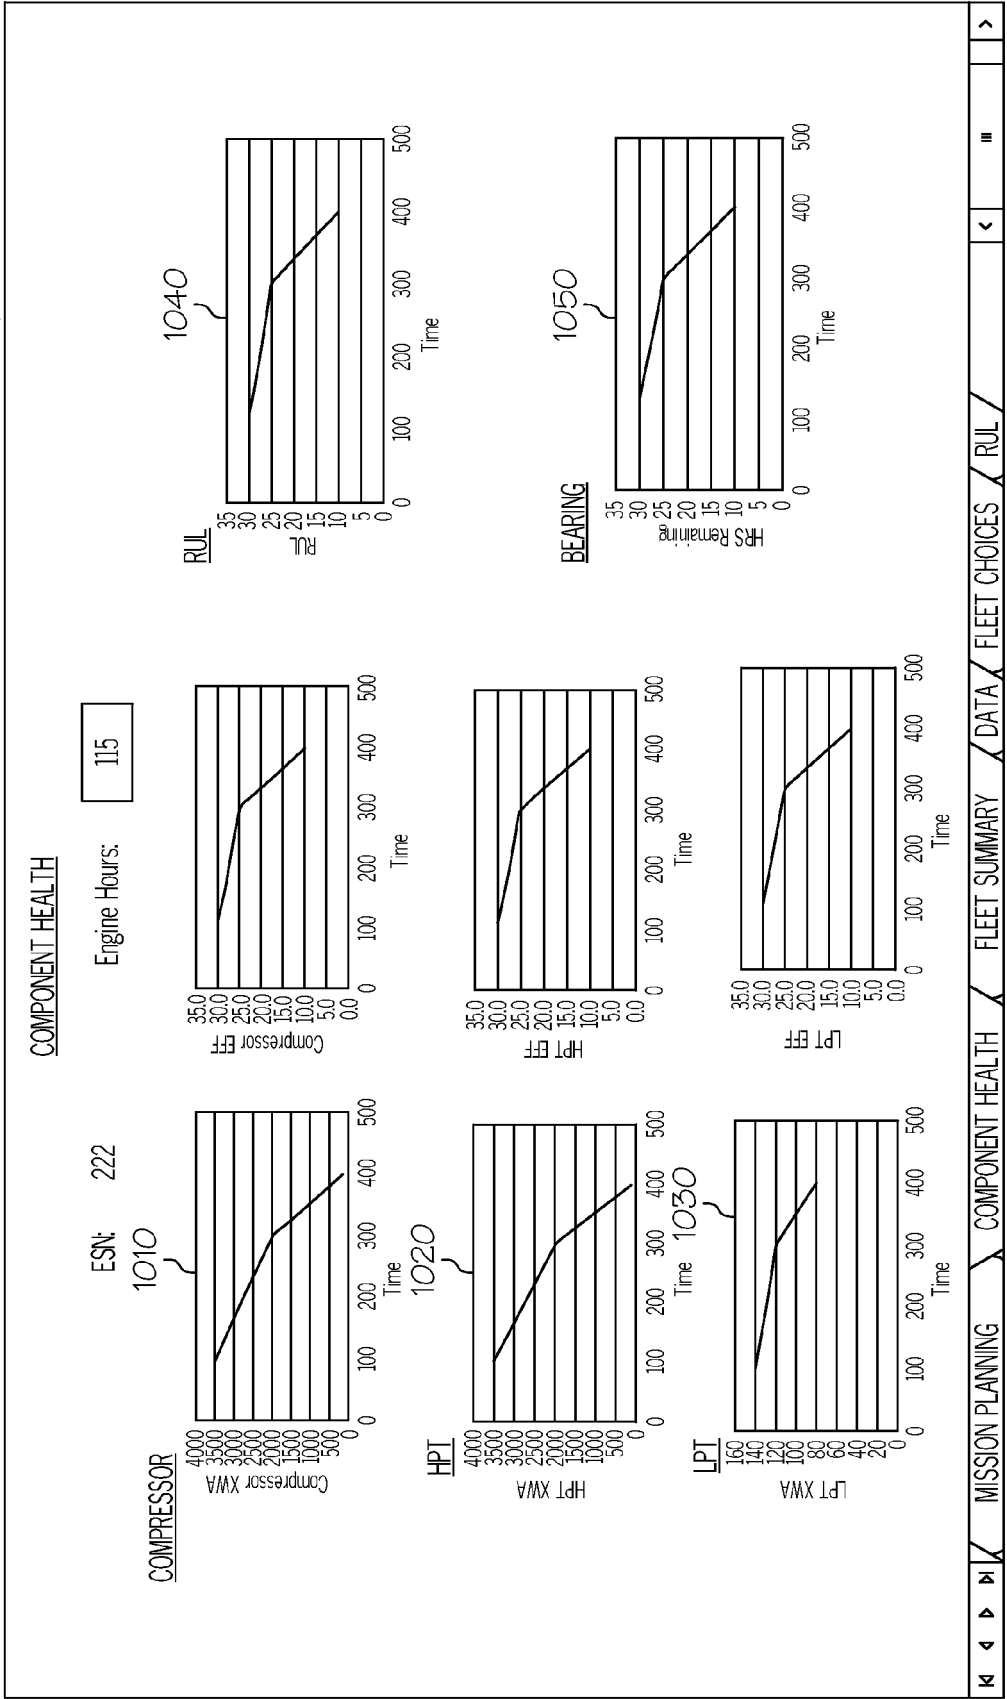 COMPONENT HEALTH
ESN: 222
Engine Hours: 115
COMPRESSOR
1010
4000
3500
3000
2500
2000
1500
1000
500
0
Compressor XWA
0 100 200 300 400 500
Time
35.0
30.0
25.0
20.0
15.0
10.0
5.0
0.0
Compressor EFF
0 100 200 300 400 500
Time
RUL
1040
35
30
25
20
15
10
5
0
RUL
0 100 200 300 400 500
Time
HPT
1020
4000
3500
3000
2500
2000
1500
1000
500
0
HPT XWA
0 100 200 300 400 500
Time
35.0
30.0
25.0
20.0
15.0
10.0
5.0
0.0
HPT EFF
0 100 200 300 400 500
Time
BEARING
1050
35
30
25
20
15
10
5
0
HRS Remaining
0 100 200 300 400 500
Time
LPT
1030
160
140
120
100
80
60
40
20
0
LPT XWA
0 100 200 300 400 500
Time
35.0
30.0
25.0
20.0
15.0
10.0
5.0
0.0
LPT EFF
0 100 200 300 400 500
Time
MISSION PLANNING COMPONENT HEALTH FLEET SUMMARY DATA FLEET CHOICES RUL